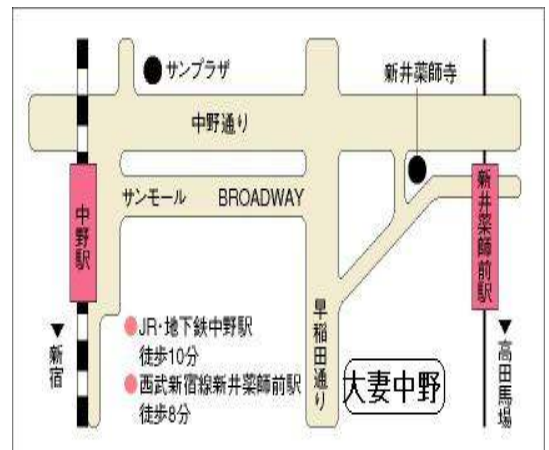 サンプラザ
新井薬師寺
中野通り
サンモール BROADWAY
中野駅
新井薬師前駅
JR・地下鉄中野駅
徒歩10分
西武新宿線新井薬師前駅
徒歩8分
早稲田通り
大妻中野
▼新宿
▼高田馬場